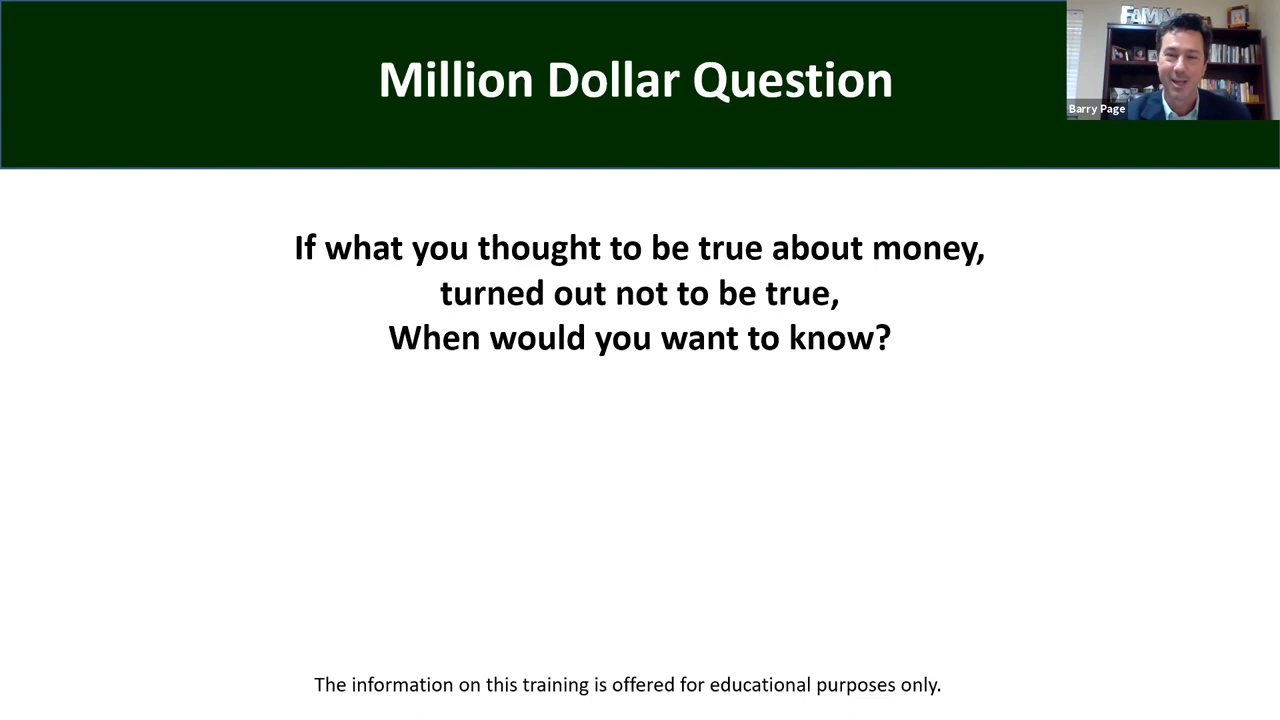 Million Dollar Question
FAMILY
Barry Page
If what you thought to be true about money,
turned out not to be true,
When would you want to know?
The information on this training is offered for educational purposes only.